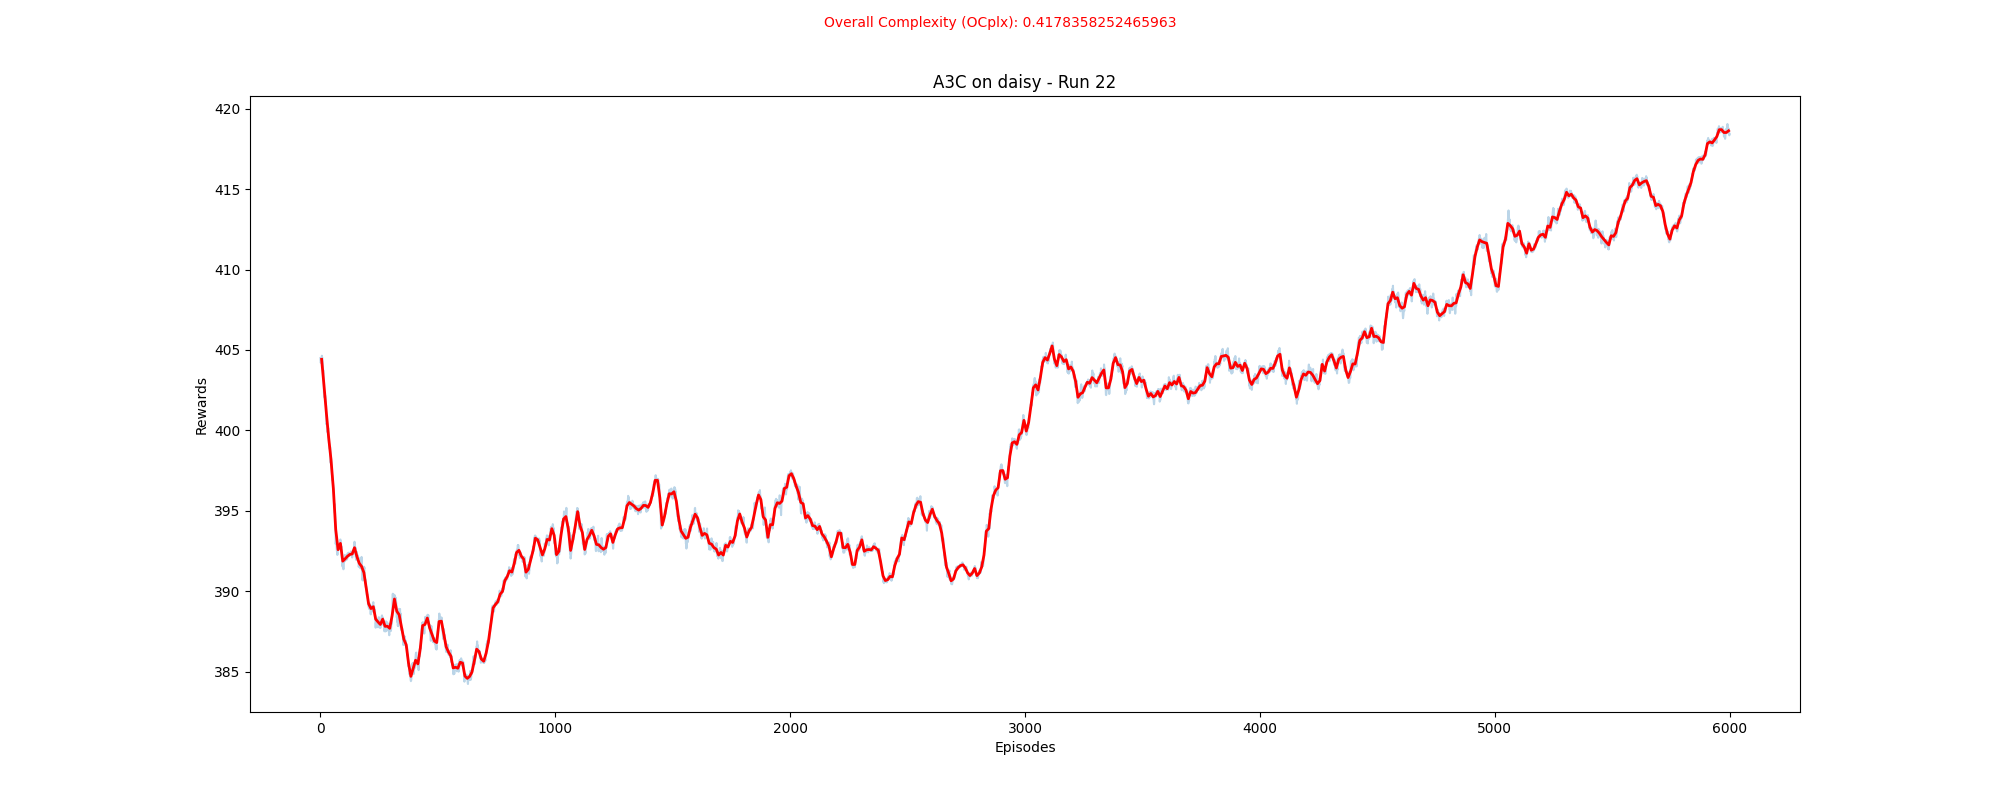 Overall Complexity (OCplx): 0.4178358252465963
A3C on daisy - Run 22
420
415
410
405
400
395
390
385
Rewards
0 1000 2000 3000 4000 5000 6000
Episodes